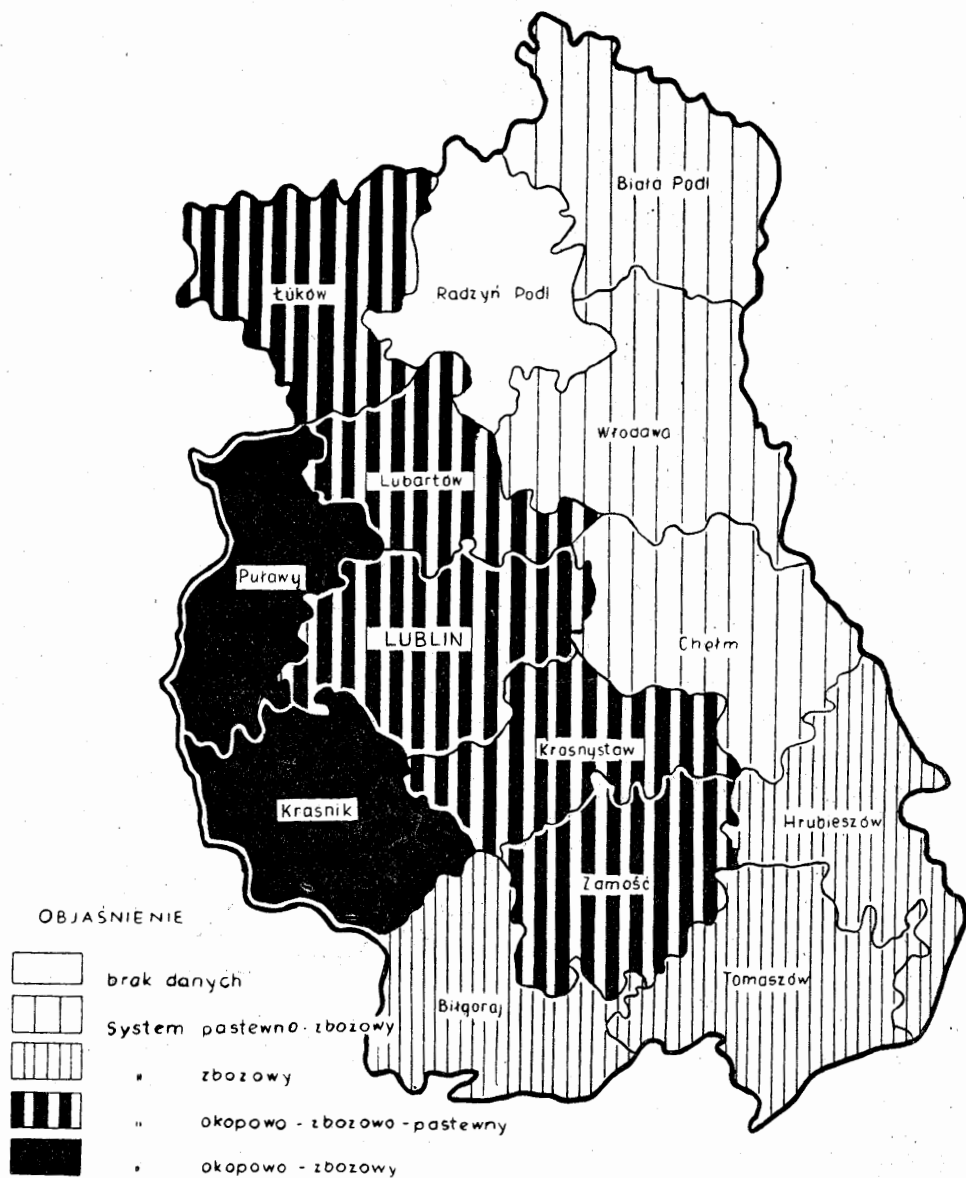 Biała Podl
Łuków
Radzyń Podl
Włodawa
Lubartów
Puławy
LUBLIN
Chełm
Krasnystaw
Kraśnik
Hrubieszów
Zamość
Tomaszów
Biłgoraj
OBJAŚNIENIE
brak danych
System pastewno-zbożowy
" zbożowy
" okopowo-zbożowo-pastewny
" okopowo-zbożowy